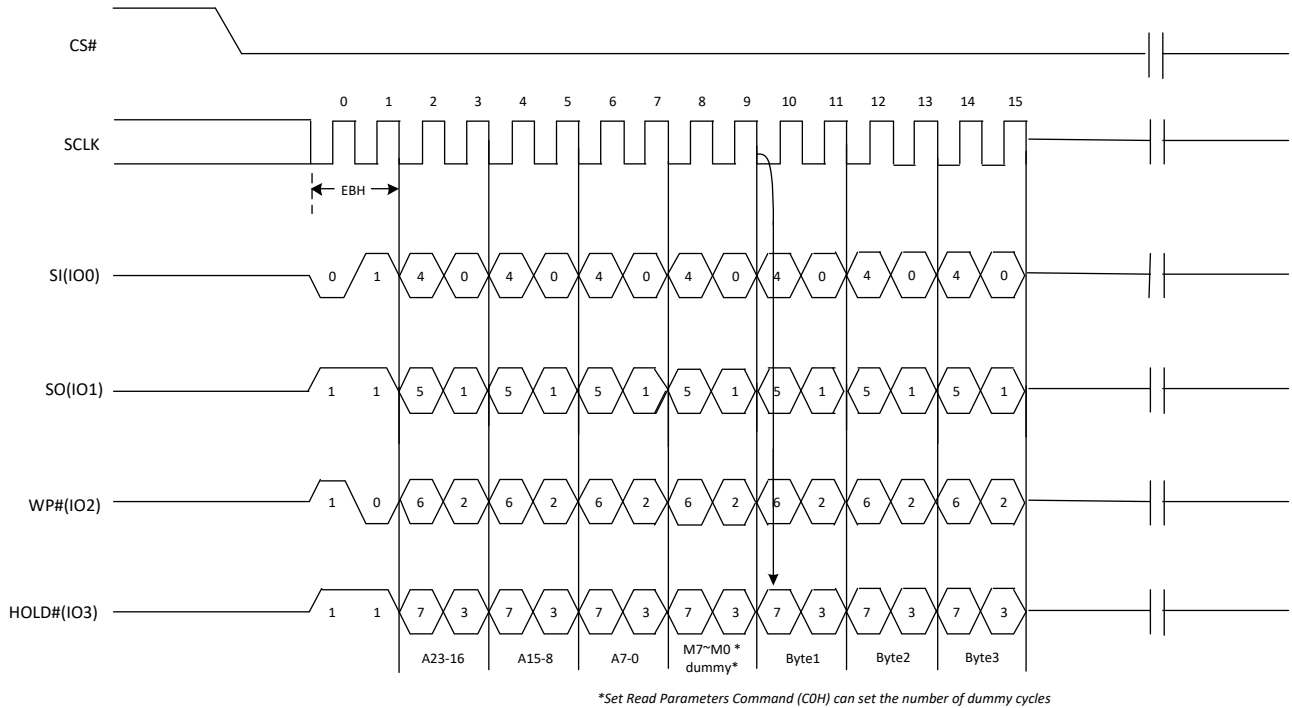 CS#
0 1 2 3 4 5 6 7 8 9 10 11 12 13 14 15
SCLK
EBH
SI(IO0) 0 1 4 0 4 0 4 0 4 0 4 0 4 0 4 0
SO(IO1) 1 1 5 1 5 1 5 1 5 1 5 1 5 1 5 1
WP#(IO2) 1 0 6 2 6 2 6 2 6 2 6 2 6 2 6 2
HOLD#(IO3) 1 1 7 3 7 3 7 3 7 3 7 3 7 3 7 3
A23-16 A15-8 A7-0 M7~M0 * Byte1 Byte2 Byte3
dummy*
*Set Read Parameters Command (C0H) can set the number of dummy cycles